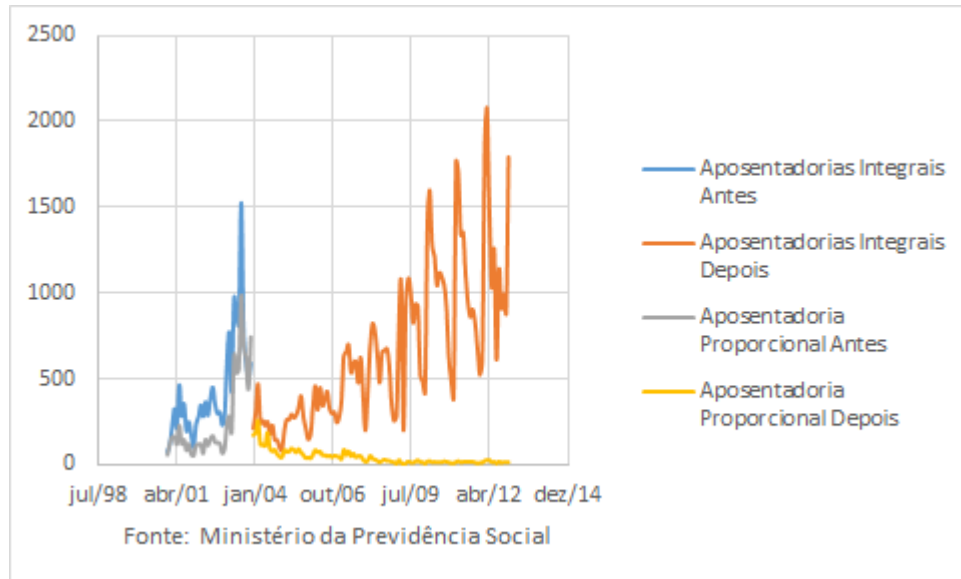 2500
2000
1500
1000
500
0
jul/98 abr/01 jan/04 out/06 jul/09 abr/12 dez/14
Fonte: Ministério da Previdência Social
Aposentadorias Integrais
Antes
Aposentadorias Integrais
Depois
Aposentadoria
Proporcional Antes
Aposentadoria
Proporcional Depois